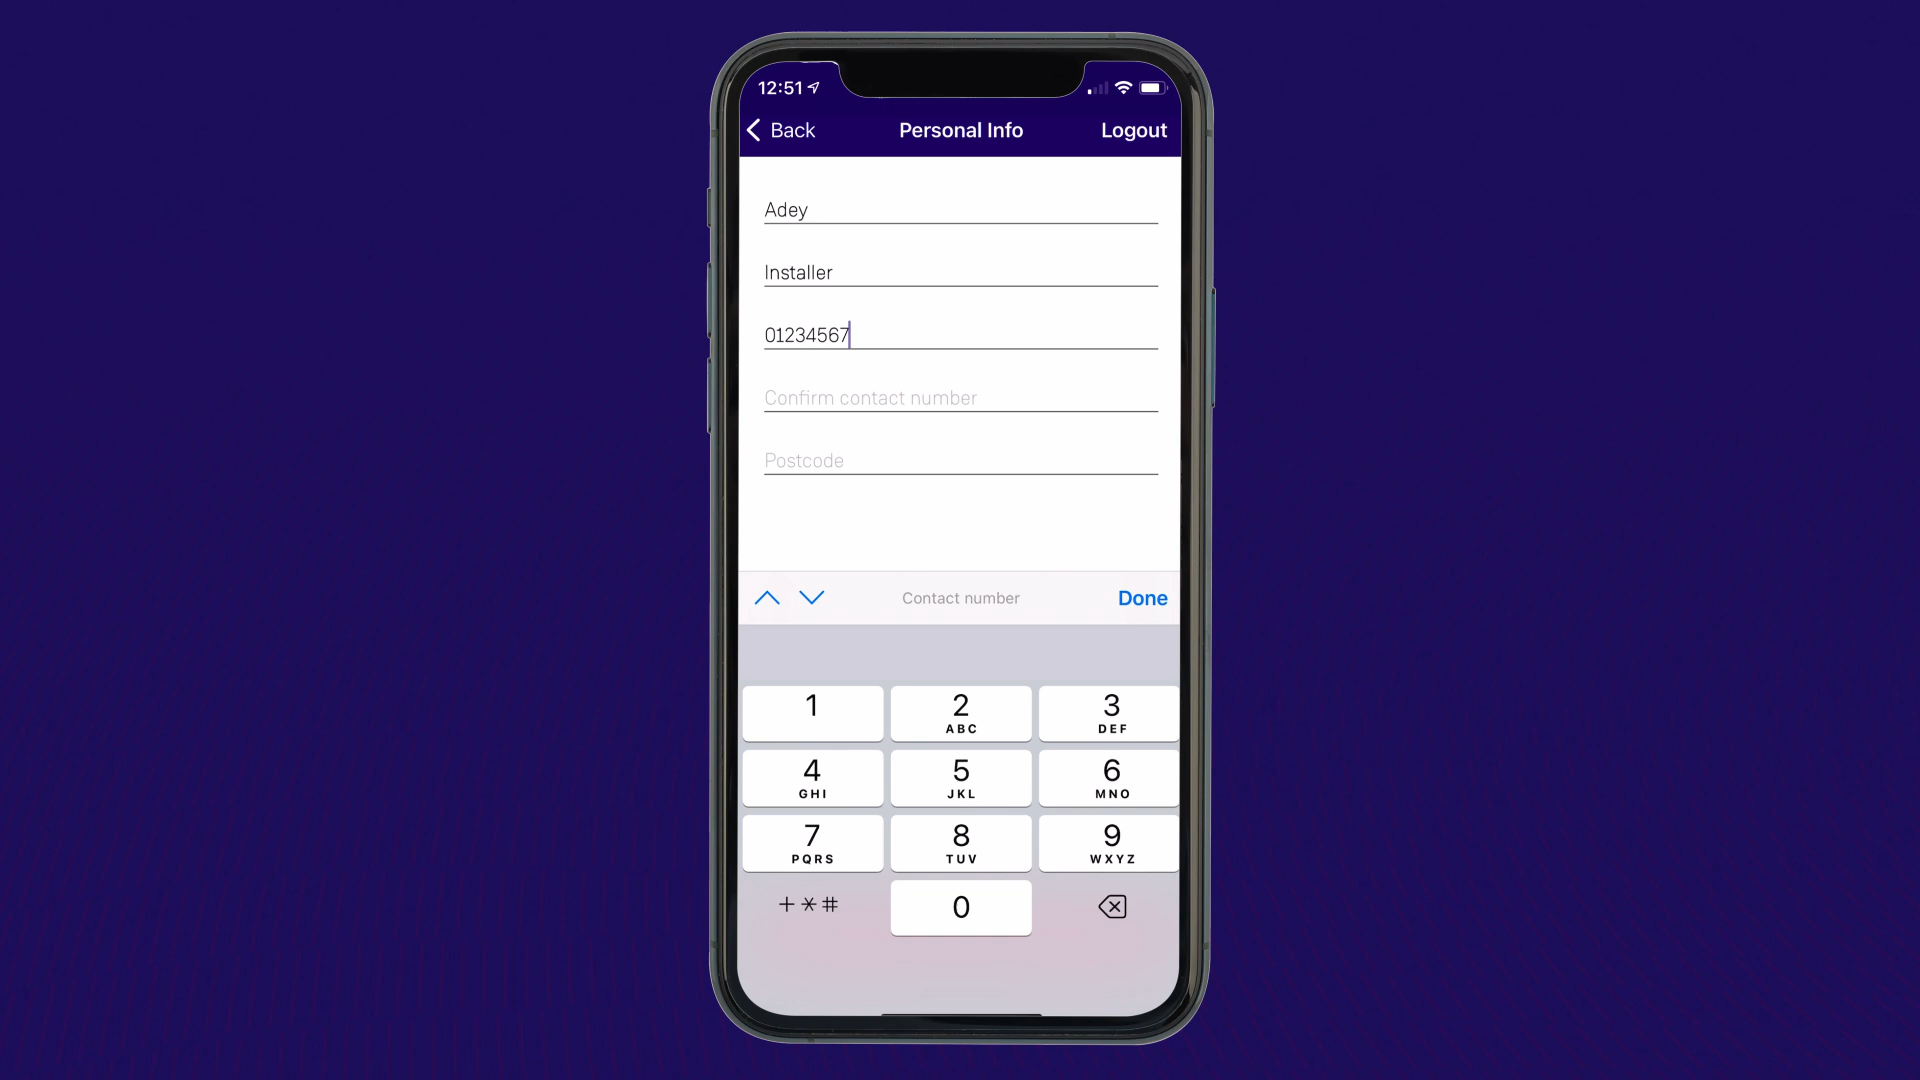 12:51
Back Personal Info Logout
Adey
Installer
01234567
Confirm contact number
Postcode
Contact number Done
1 2 3
ABC DEF
4 5 6
GHI JKL MNO
7 8 9
PQRS TUV WXYZ
+*# 0